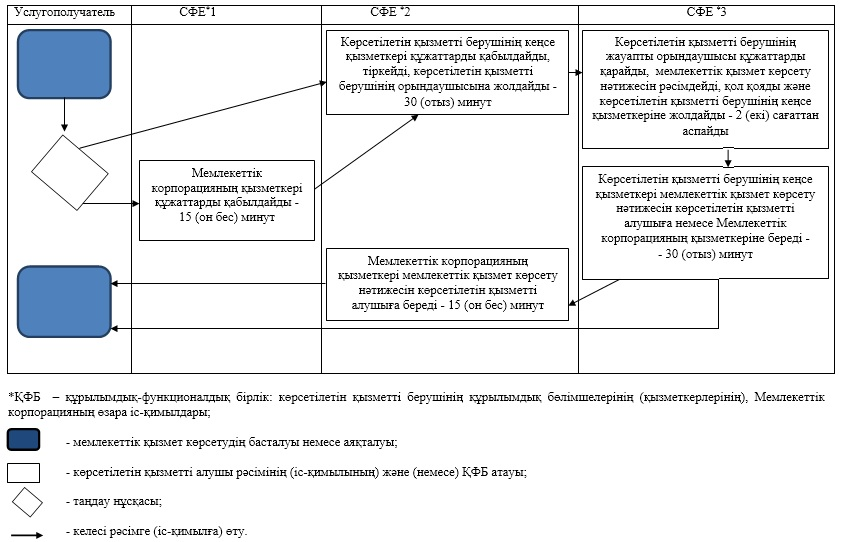 Услугополучатель
СФЕ*1
СФЕ *2
СФЕ *3
Көрсетілетін қызметті берушінің кеңсе
қызметкері құжаттарды қабылдайды,
тіркейді, көрсетілетін қызметті
берушінің орындаушысына жолдайды -
30 (отыз) минут
Көрсетілетін қызметті берушінің
жауапты орындаушысы құжаттарды
қарайды, мемлекеттік қызмет көрсету
нәтижесін рәсімдейді, қол қояды және
көрсетілетін қызметті берушінің кеңсе
қызметкеріне жолдайды - 2 (екі) сағаттан
аспайды
Мемлекеттік
корпорацияның қызметкері
құжаттарды қабылдайды -
15 (он бес) минут
Көрсетілетін қызметті берушінің кеңсе
қызметкері мемлекеттік қызмет көрсету
нәтижесін көрсетілетін қызметті
алушыға немесе Мемлекеттік
корпорацияның қызметкеріне береді -
- 30 (отыз) минут
Мемлекеттік корпорацияның
қызметкері мемлекеттік қызмет көрсету
нәтижесін көрсетілетін қызметті
алушыға береді - 15 (он бес) минут
*ҚФБ – құрылымдық-функционалдық бірлік: көрсетілетін қызметті берушінің құрылымдық бөлімшелерінің (қызметкерлерінің), Мемлекеттік
корпорацияның өзара іс-қимылдары;
- мемлекеттік қызмет көрсетудің басталуы немесе аяқталуы;
- көрсетілетін қызметті алушы рәсімінің (іс-қимылының) және (немесе) ҚФБ атауы;
- таңдау нұсқасы;
- келесі рәсімге (іс-қимылға) өту.